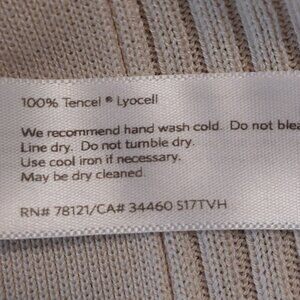 100% Tencel ® Lyocell
We recommend hand wash cold. Do not blea
Line dry. Do not tumble dry.
Use cool iron if necessary.
May be dry cleaned.
RN# 78121/CA# 34460 S17TVH